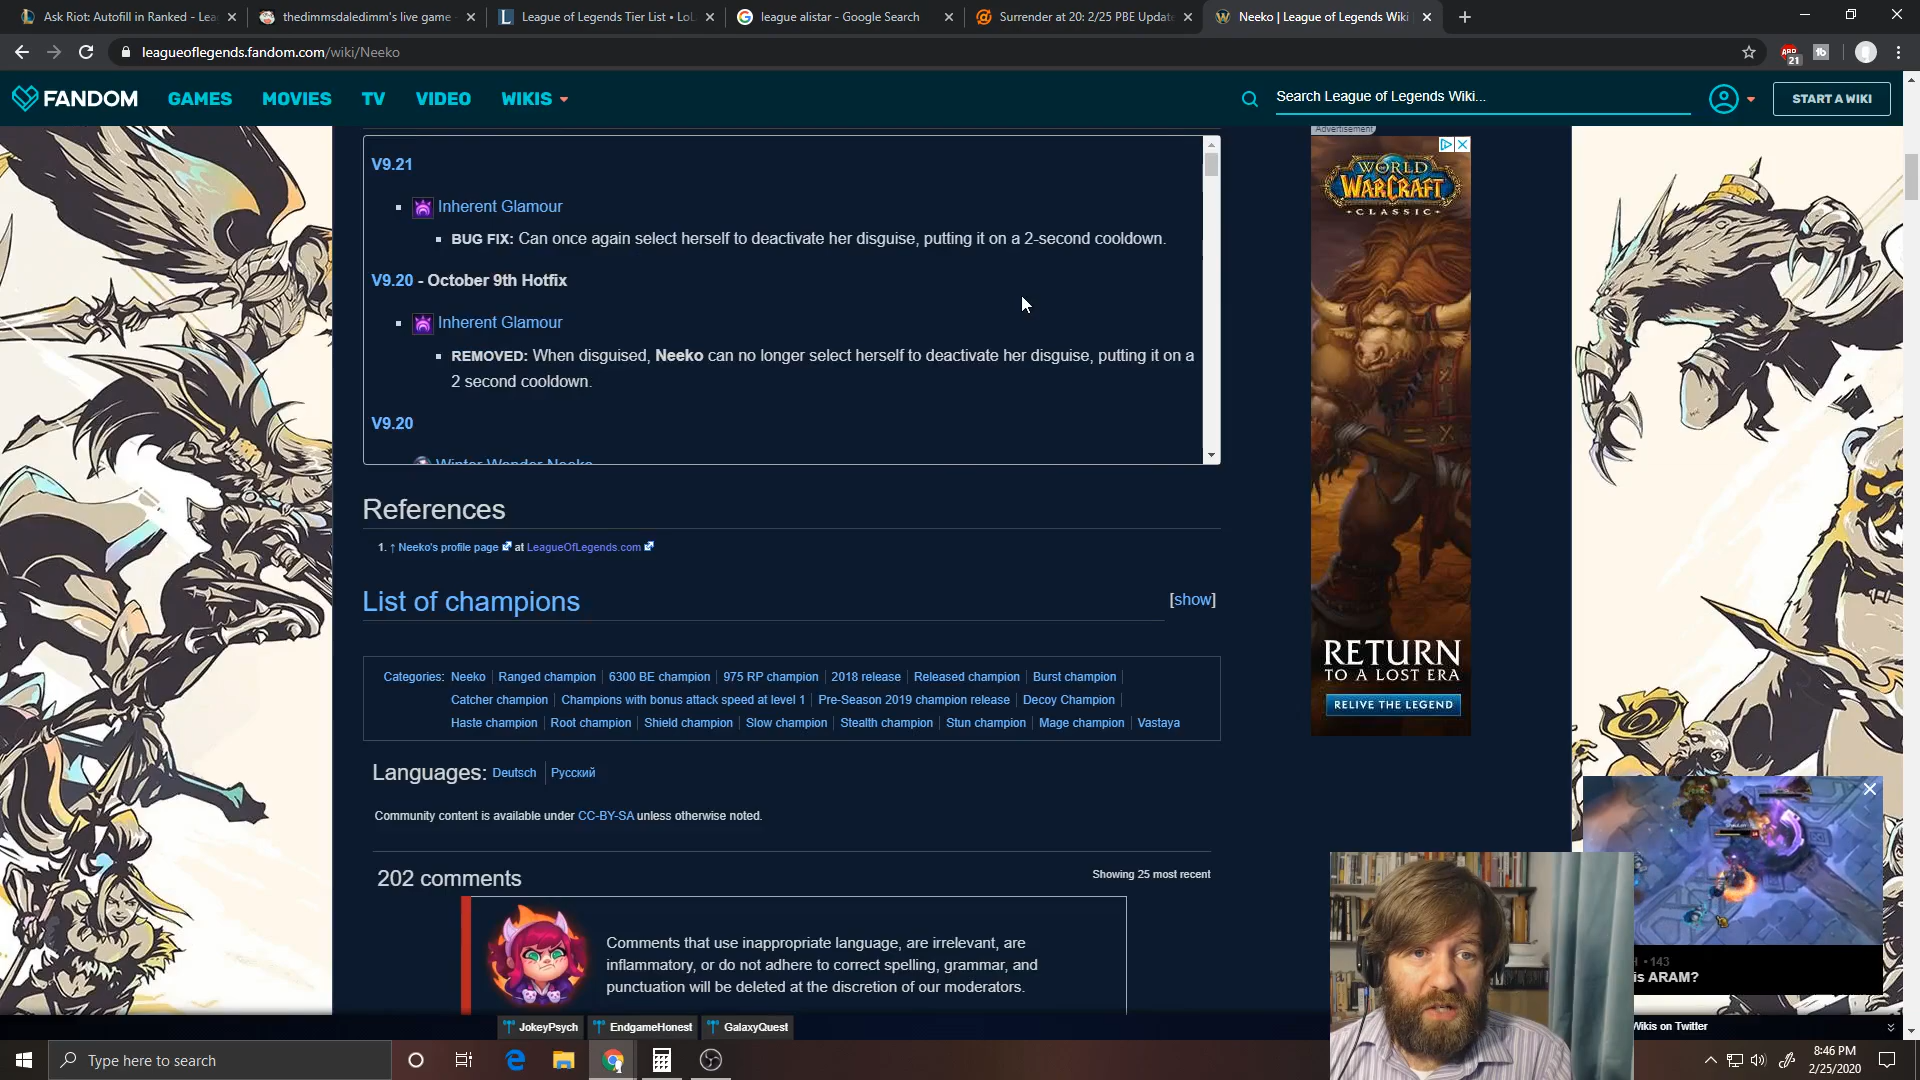 Ask Riot: Autofill in Ranked - Lea
thedimmsdaledimm's live game
League of Legends Tier List • LoL
league alistar - Google Search
Surrender at 20: 2/25 PBE Update
Neeko | League of Legends Wiki
leagueoflegends.fandom.com/wiki/Neeko
21
FANDOM
GAMES
MOVIES
TV
VIDEO
WIKIS
Search League of Legends Wiki...
START A WIKI
Advertisement
V9.21
Inherent Glamour
BUG FIX: Can once again select herself to deactivate her disguise, putting it on a 2-second cooldown.
V9.20 - October 9th Hotfix
Inherent Glamour
REMOVED: When disguised, Neeko can no longer select herself to deactivate her disguise, putting it on a
2 second cooldown.
V9.20
Winter Wonder Neeko
WORLD
OF
WARCRAFT
CLASSIC
RETURN
TO A LOST ERA
RELIVE THE LEGEND
References
1. ↑ Neeko's profile page at LeagueOfLegends.com
List of champions
[show]
Categories: Neeko | Ranged champion | 6300 BE champion | 975 RP champion | 2018 release | Released champion | Burst champion |
Catcher champion | Champions with bonus attack speed at level 1 | Pre-Season 2019 champion release | Decoy Champion |
Haste champion | Root champion | Shield champion | Slow champion | Stealth champion | Stun champion | Mage champion | Vastaya
Languages: Deutsch | Русский
Community content is available under CC-BY-SA unless otherwise noted.
202 comments
Showing 25 most recent
Comments that use inappropriate language, are irrelevant, are
inflammatory, or do not adhere to correct spelling, grammar, and
punctuation will be deleted at the discretion of our moderators.
H • 143
is ARAM?
JokeyPsych
EndgameHonest
GalaxyQuest
Wikis on Twitter
Type here to search
8:46 PM
2/25/2020